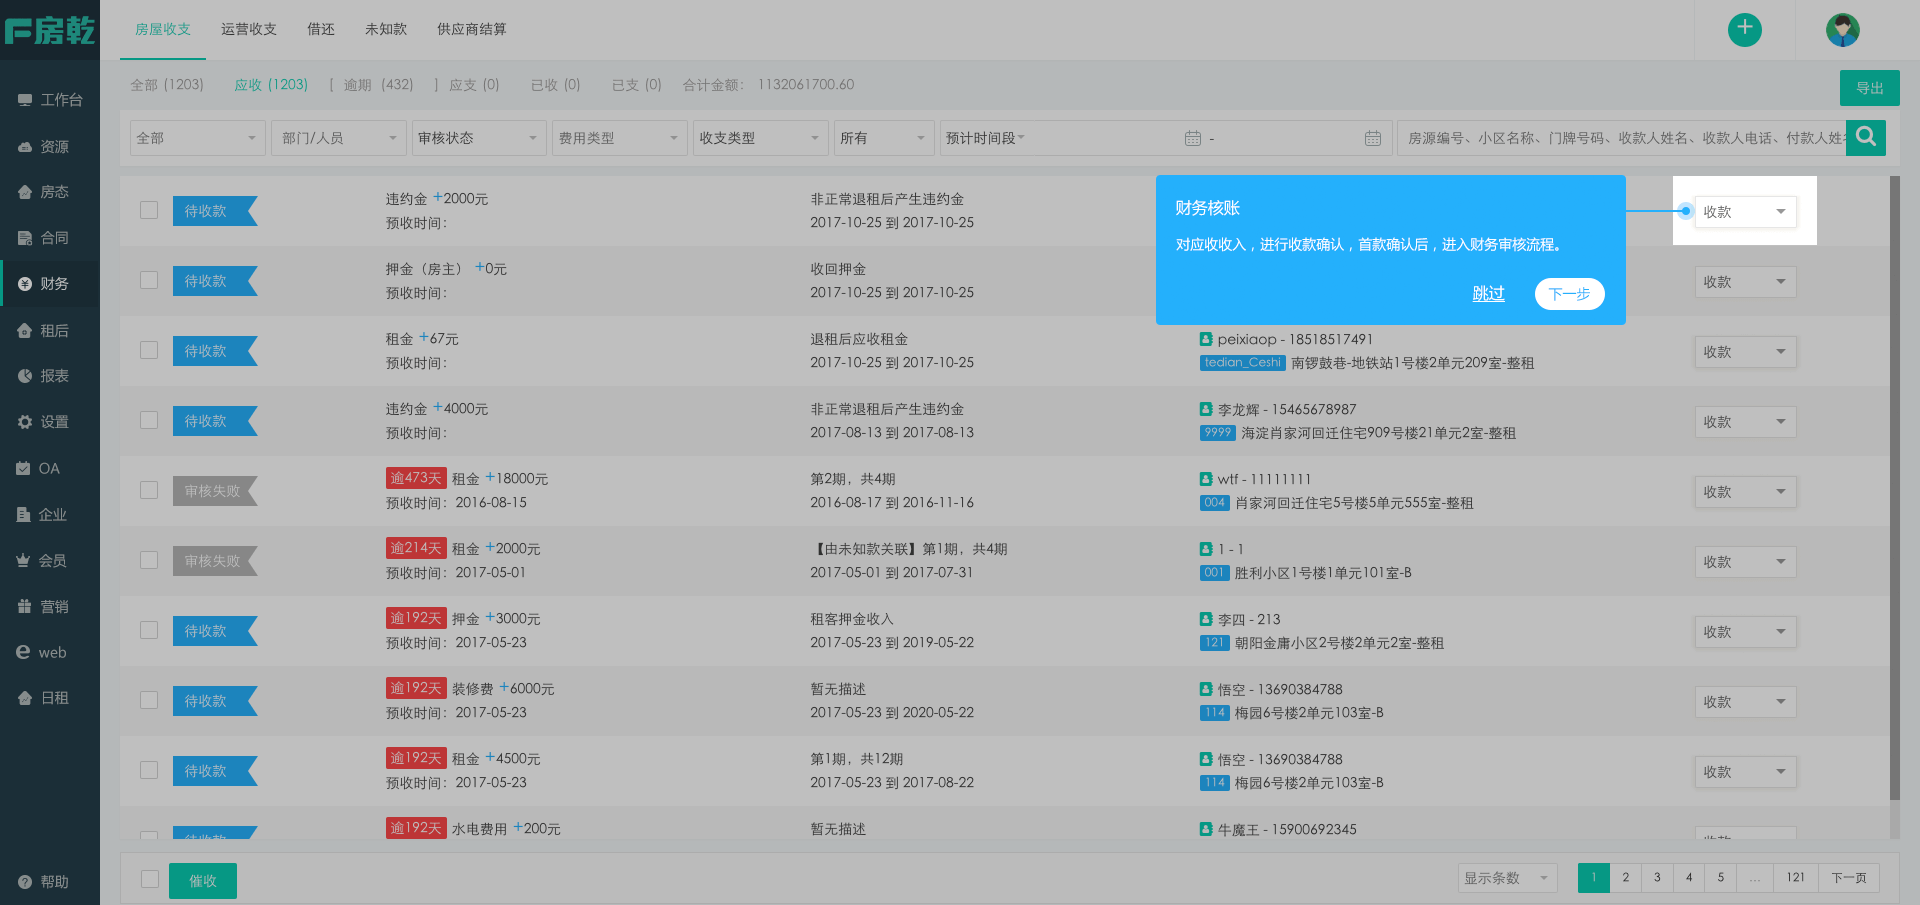 房乾
房屋收支 运营收支 借还 未知款 供应商结算
全部 (1203) 应收 (1203) [ 逾期 (432) ] 应支 (0) 已收 (0) 已支 (0) 合计金额： 1132061700.60
导出
全部 部门/人员 审核状态 费用类型 收支类型 所有 预计时间段 - 房源编号、小区名称、门牌号码、收款人姓名、收款人电话、付款人姓名
工作台
资源
房态
合同
财务
租后
报表
设置
OA
企业
会员
营销
web
日租
帮助
待收款 违约金 +2000元 非正常退租后产生违约金 收款
预收时间： 2017-10-25 到 2017-10-25
财务核账
对应收收入，进行收款确认，首款确认后，进入财务审核流程。
跳过 下一步
待收款 押金（房主） +0元 收回押金 收款
预收时间： 2017-10-25 到 2017-10-25
待收款 租金 +67元 退租后应收租金 peixiaop - 18518517491 收款
预收时间： 2017-10-25 到 2017-10-25 tedian_Ceshi 南锣鼓巷-地铁站1号楼2单元209室-整租
待收款 违约金 +4000元 非正常退租后产生违约金 李龙辉 - 15465678987 收款
预收时间： 2017-08-13 到 2017-08-13 9999 海淀肖家河回迁住宅909号楼21单元2室-整租
审核失败 逾473天 租金 +18000元 第2期，共4期 wtf - 11111111 收款
预收时间： 2016-08-15 2016-08-17 到 2016-11-16 004 肖家河回迁住宅5号楼5单元555室-整租
审核失败 逾214天 租金 +2000元 【由未知款关联】第1期，共4期 1 - 1 收款
预收时间： 2017-05-01 2017-05-01 到 2017-07-31 001 胜利小区1号楼1单元101室-B
待收款 逾192天 押金 +3000元 租客押金收入 李四 - 213 收款
预收时间： 2017-05-23 2017-05-23 到 2019-05-22 121 朝阳金庸小区2号楼2单元2室-整租
待收款 逾192天 装修费 +6000元 暂无描述 悟空 - 13690384788 收款
预收时间： 2017-05-23 2017-05-23 到 2020-05-22 114 梅园6号楼2单元103室-B
待收款 逾192天 租金 +4500元 第1期，共12期 悟空 - 13690384788 收款
预收时间： 2017-05-23 2017-05-23 到 2017-08-22 114 梅园6号楼2单元103室-B
逾192天 水电费用 +200元 暂无描述 牛魔王 - 15900692345
催收 显示条数 1 2 3 4 5 ... 121 下一页